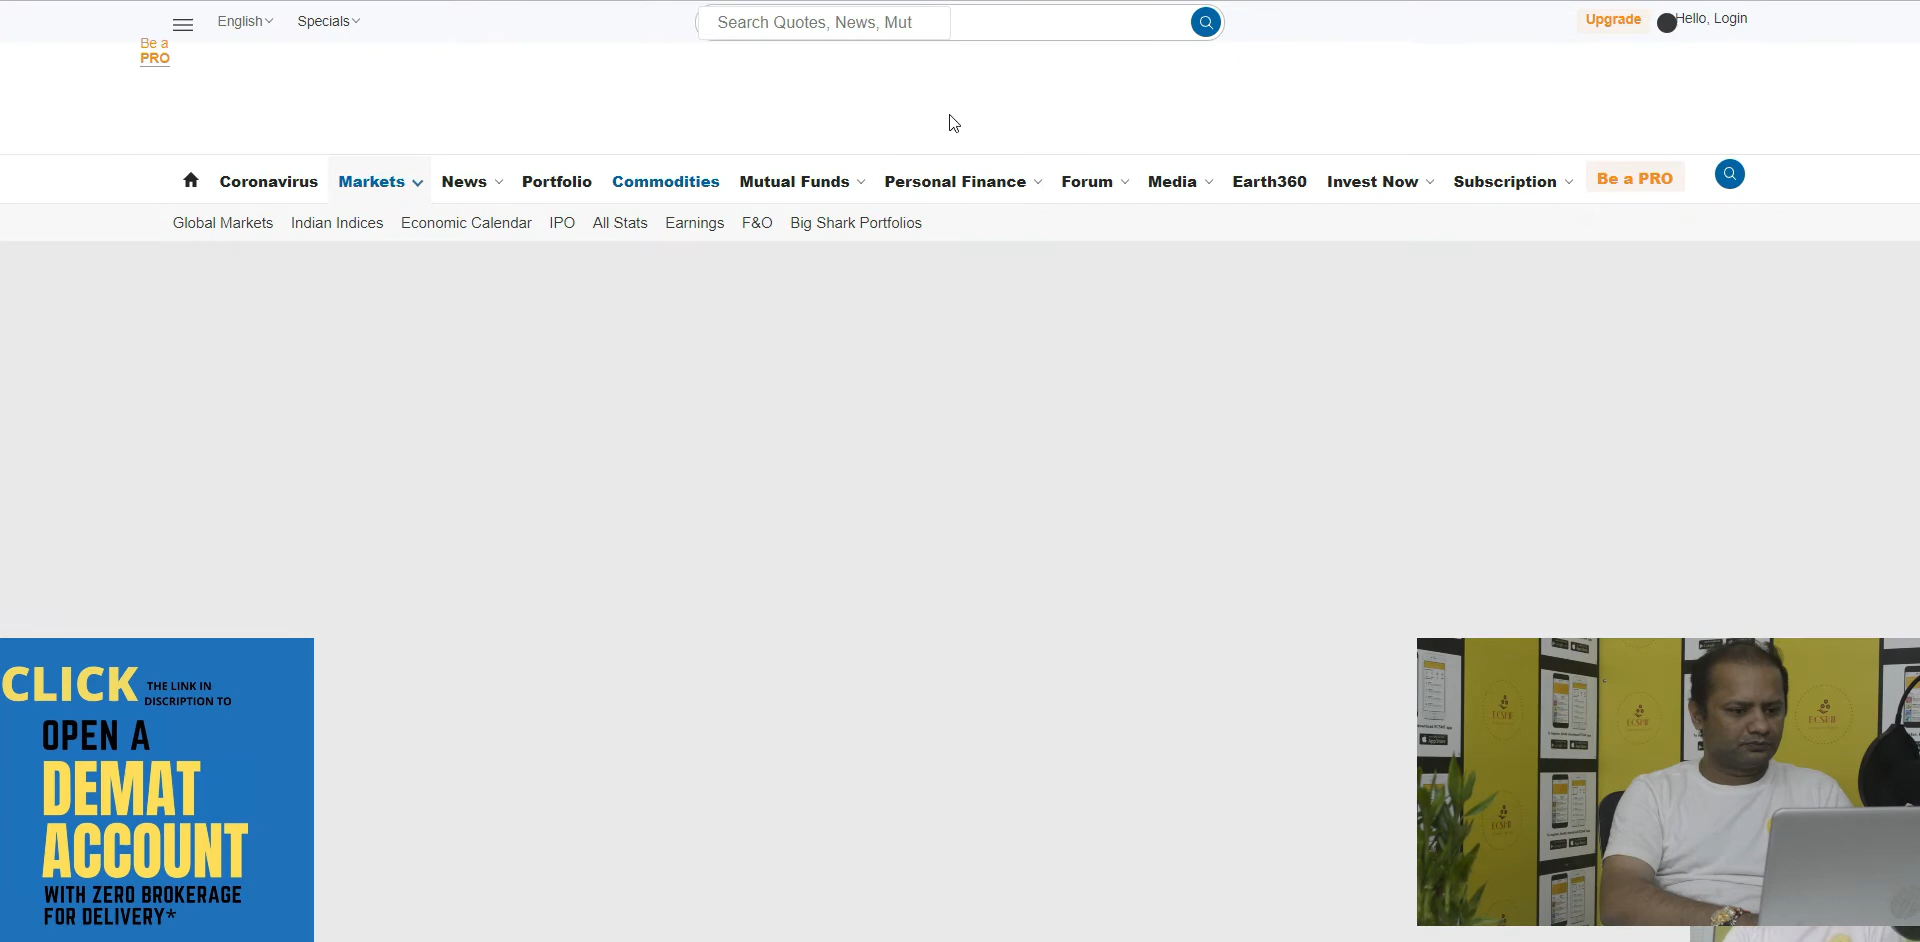 English
Specials
Search Quotes, News, Mut
Upgrade
Hello, Login
Be a
PRO
Coronavirus
Markets
News
Portfolio
Commodities
Mutual Funds
Personal Finance
Forum
Media
Earth360
Invest Now
Subscription
Be a PRO
Global Markets
Indian Indices
Economic Calendar
IPO
All Stats
Earnings
F&O
Big Shark Portfolios
CLICK THE LINK IN
DISCRIPTION TO
OPEN A
DEMAT
ACCOUNT
WITH ZERO BROKERAGE
FOR DELIVERY*